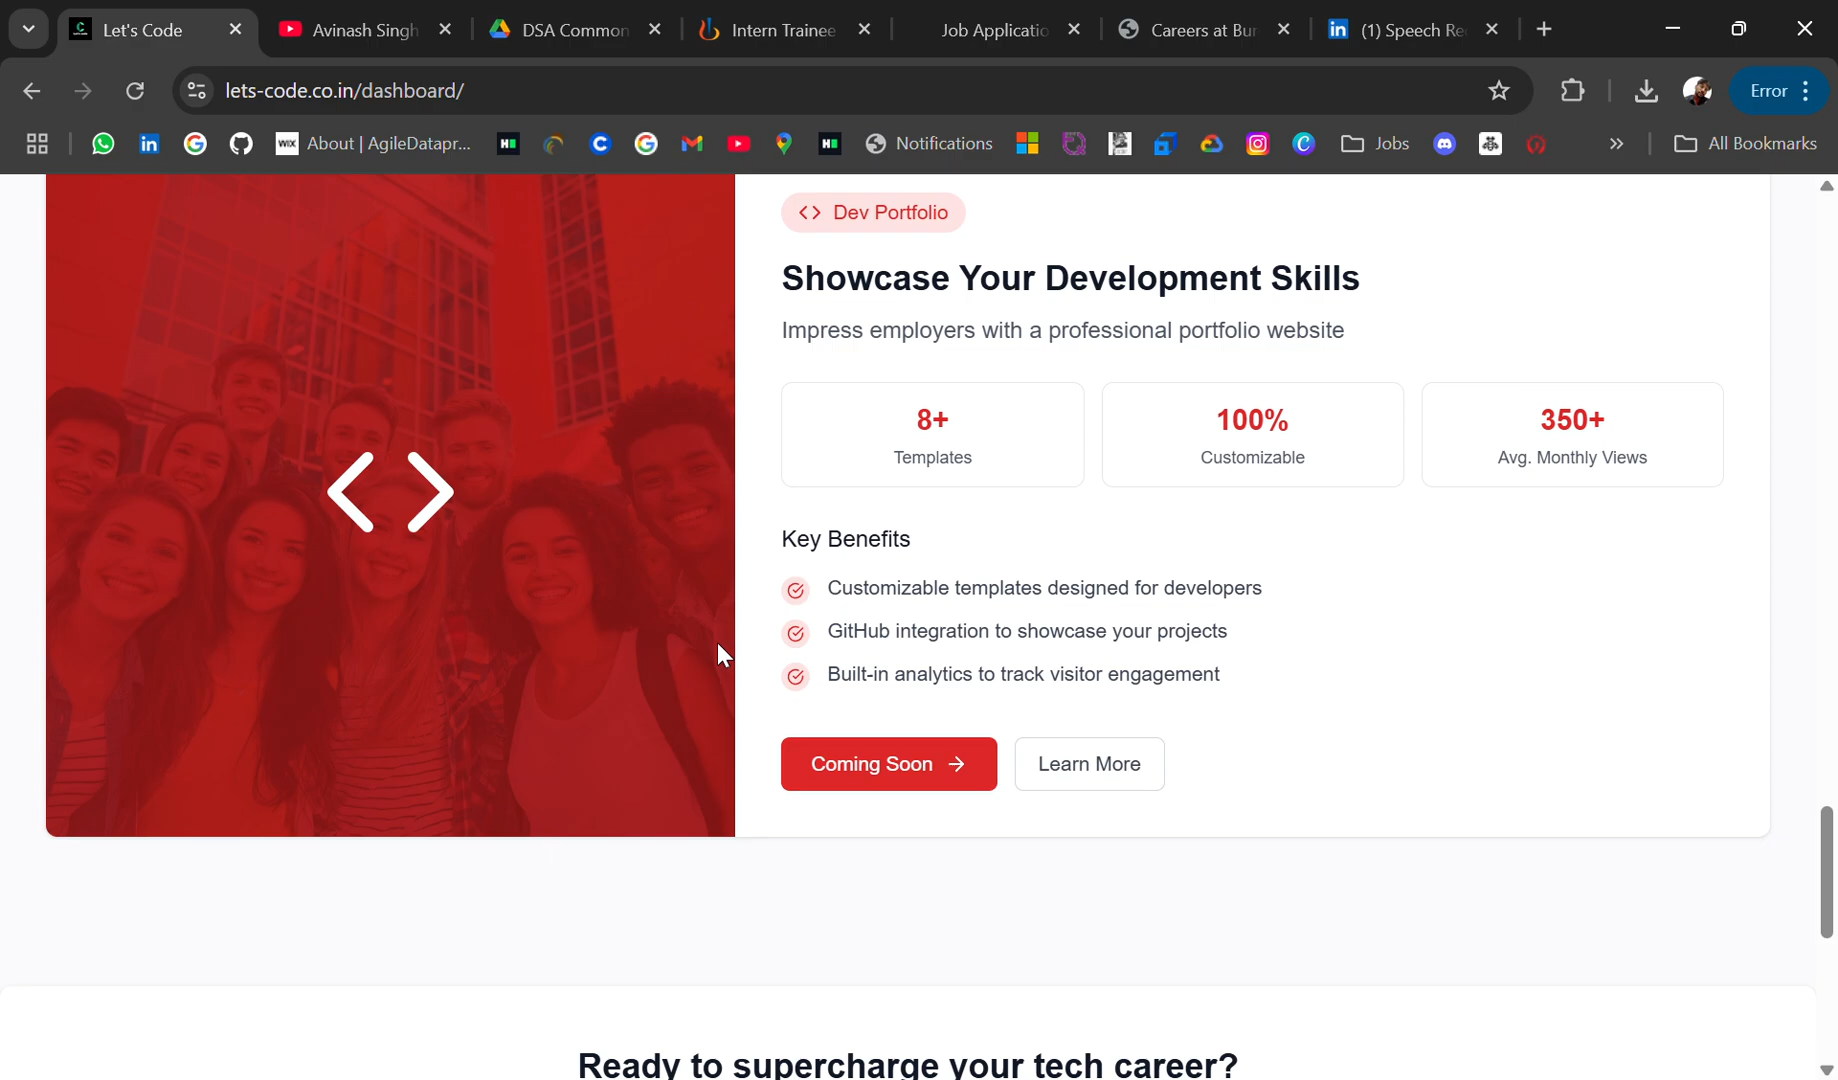 Let's Code
Avinash Singh
DSA Common
Intern Trainee
Job Applicatio
Careers at Bur
(1) Speech Re
lets-code.co.in/dashboard/
Error
WIX About | AgileDatapr...
Notifications
Jobs
All Bookmarks
Dev Portfolio
Showcase Your Development Skills
Impress employers with a professional portfolio website
8+
Templates
100%
Customizable
350+
Avg. Monthly Views
Key Benefits
Customizable templates designed for developers
GitHub integration to showcase your projects
Built-in analytics to track visitor engagement
Coming Soon →
Learn More
Ready to supercharge your tech career?